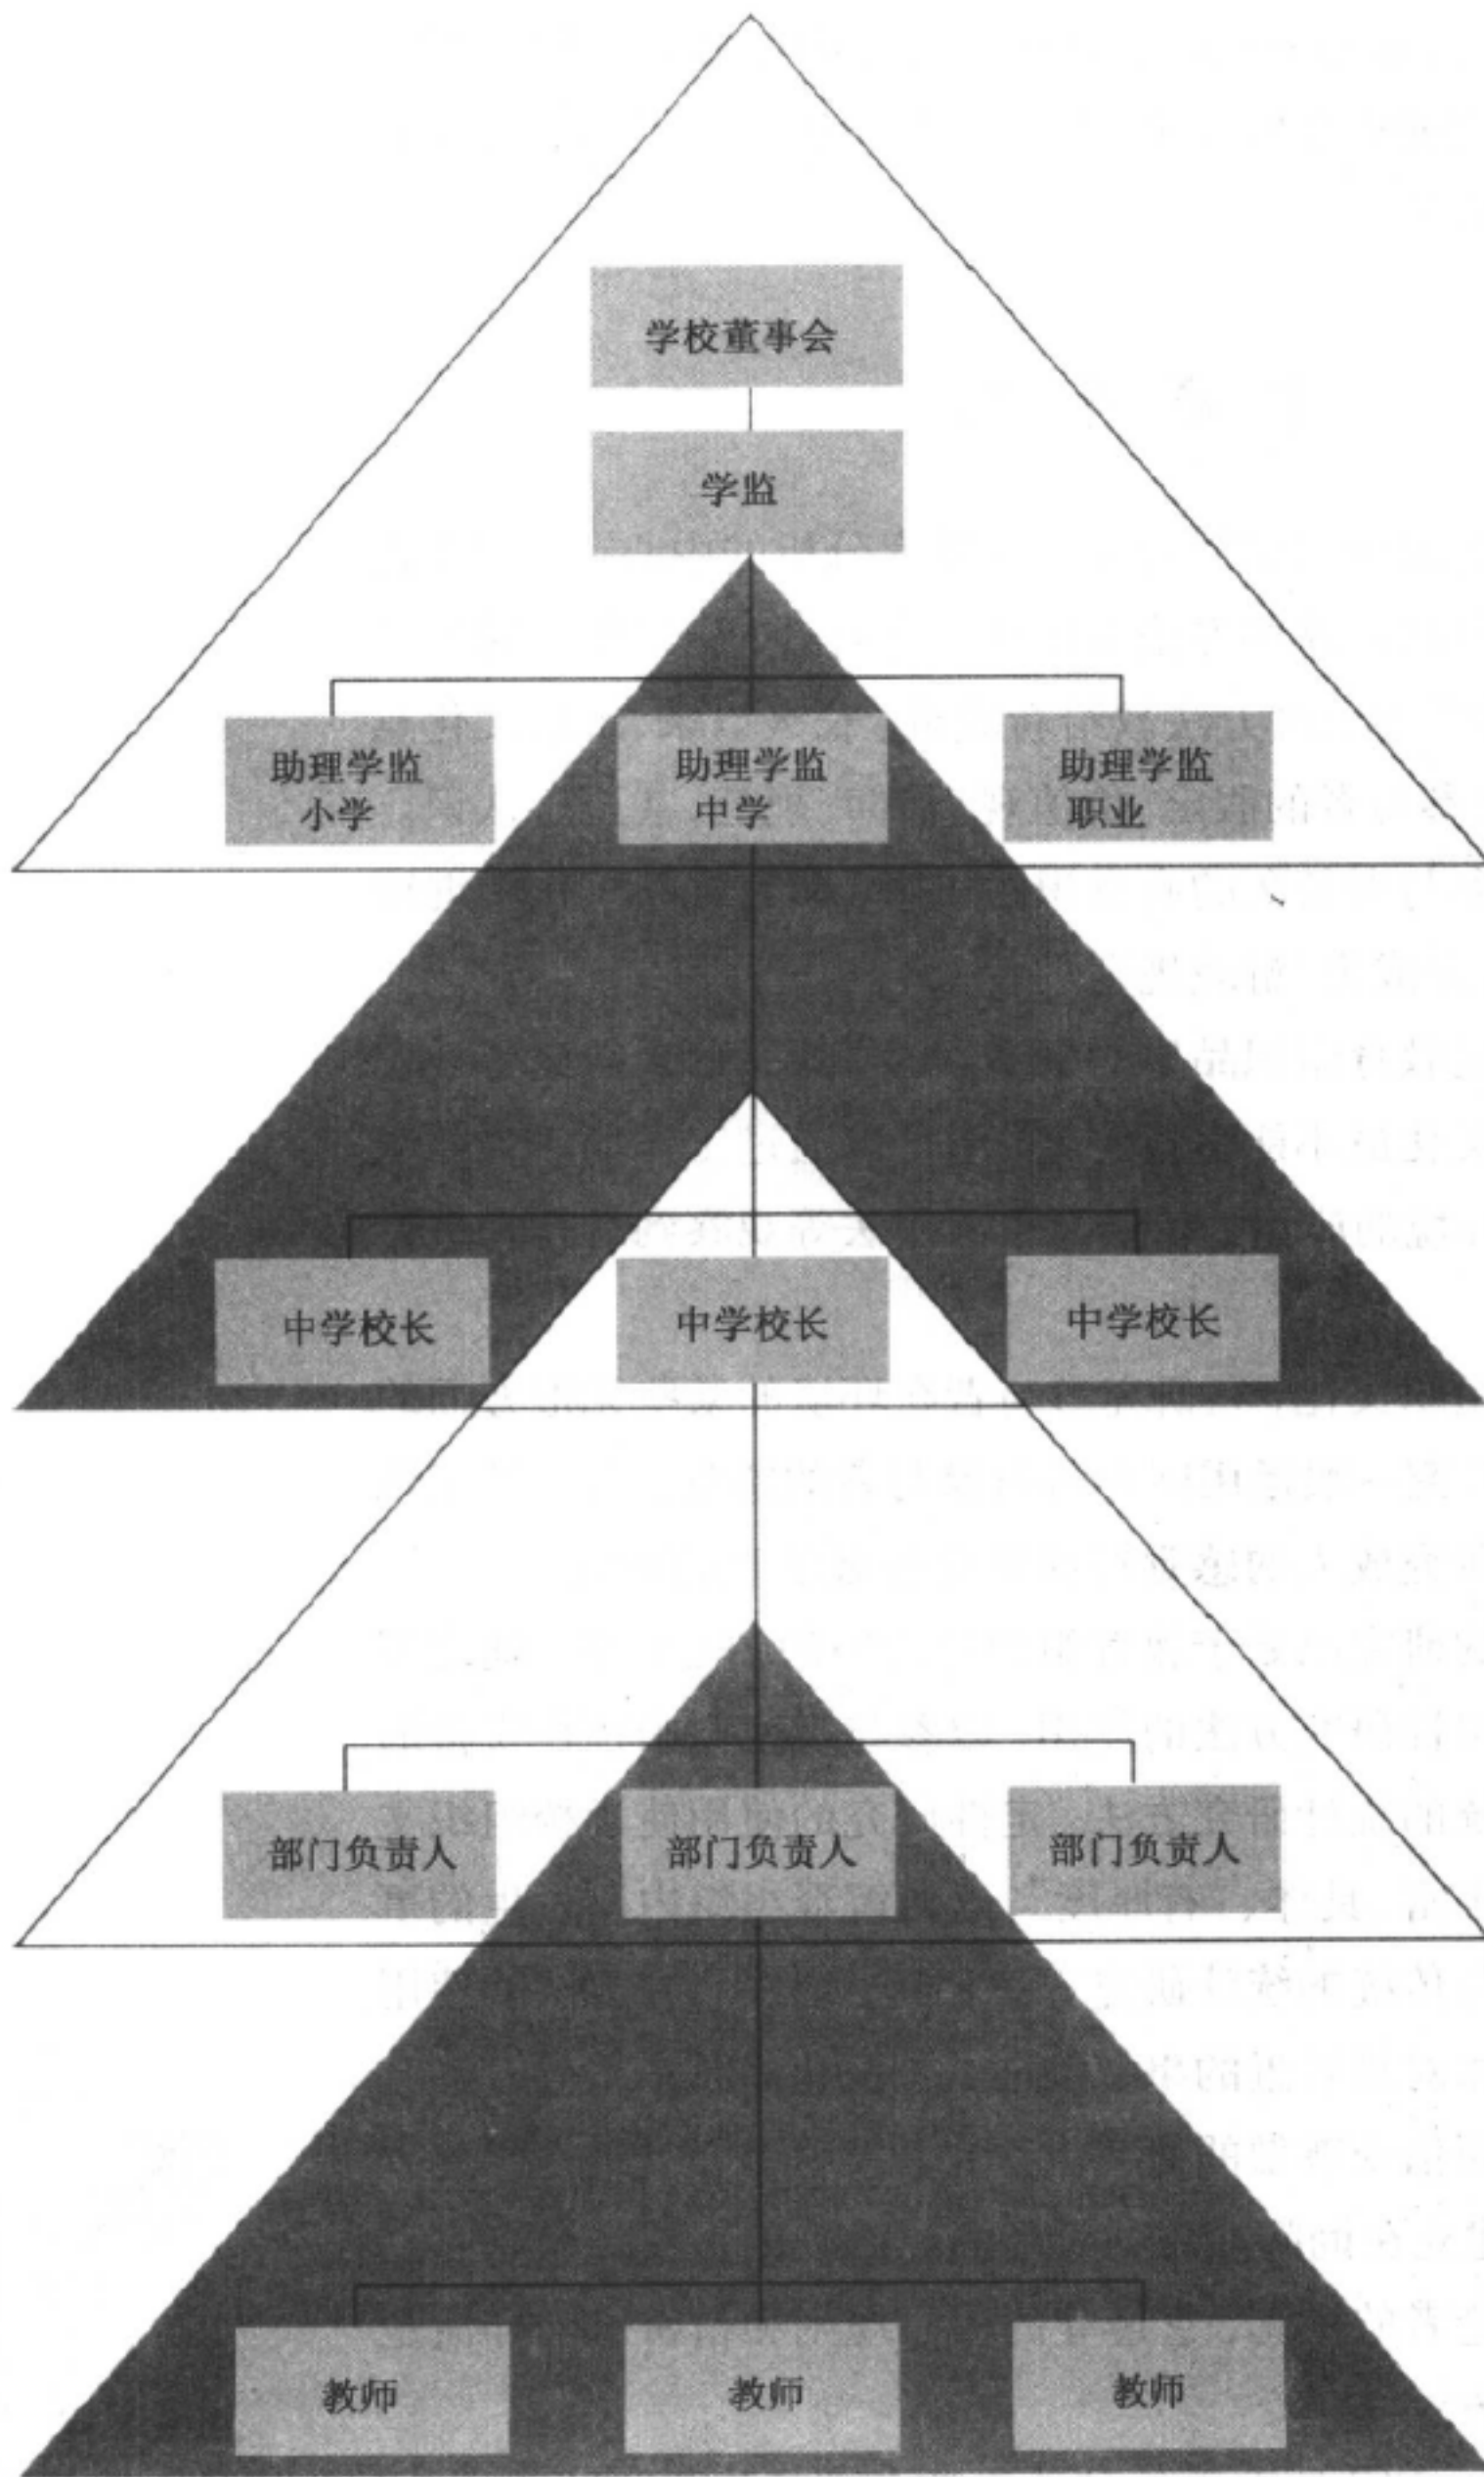 学校董事会
学监
助理学监 助理学监 助理学监
小学 中学 职业
中学校长 中学校长 中学校长
部门负责人 部门负责人 部门负责人
教师 教师 教师